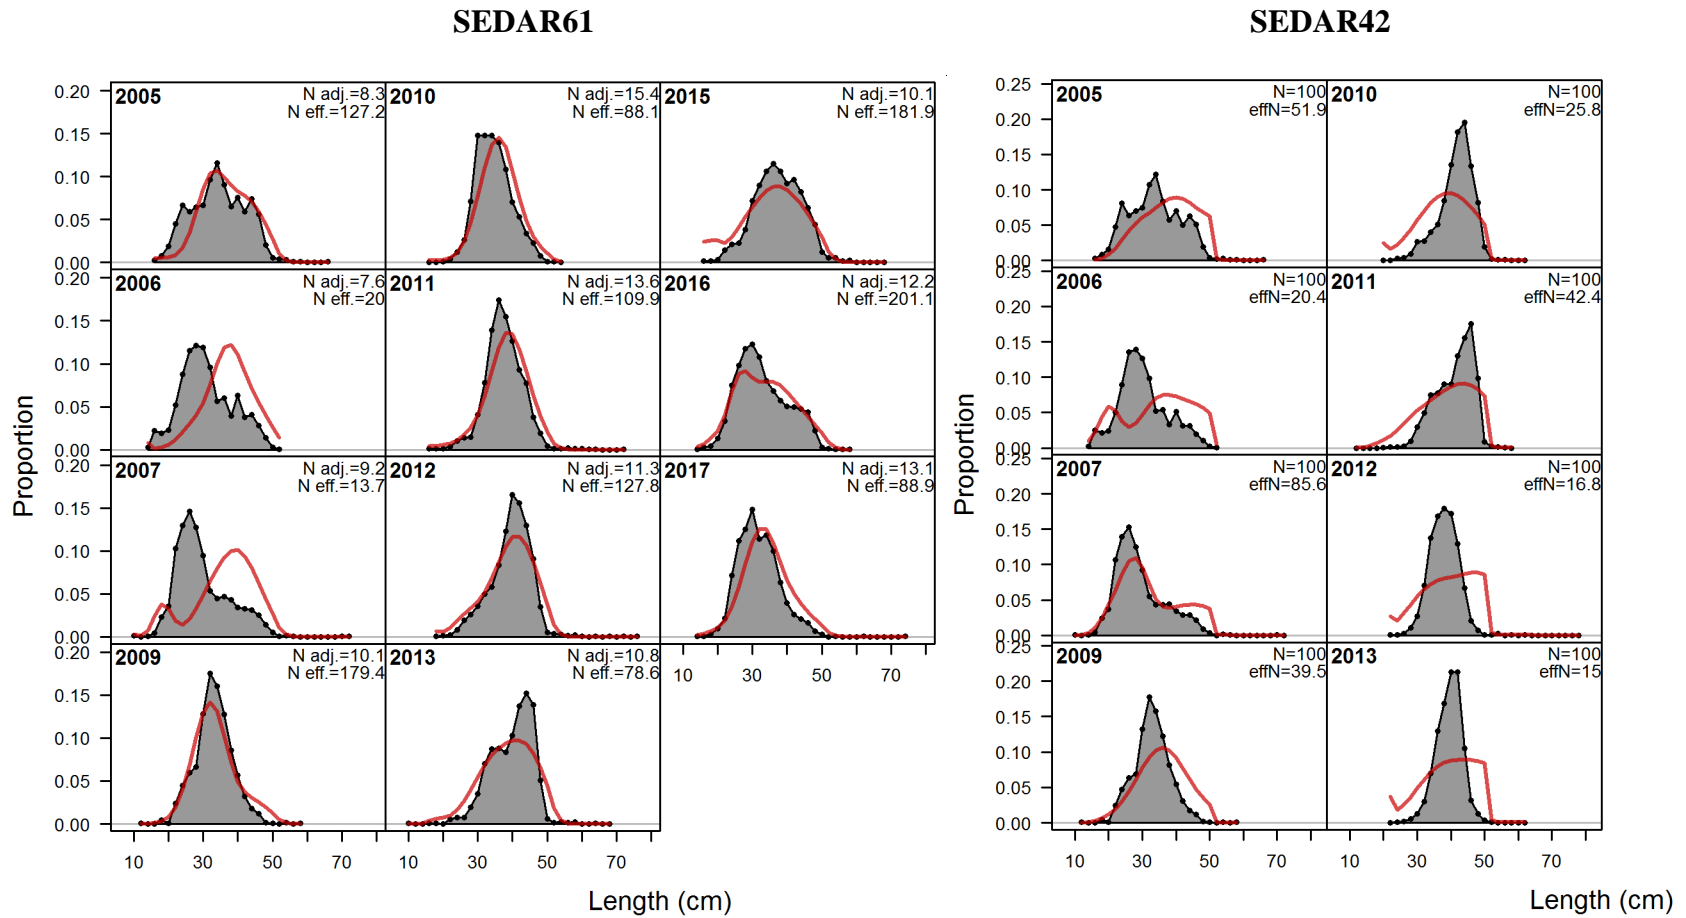 SEDAR61
SEDAR42
Proportion
0.20
0.15
0.10
0.05
0.00
0.20
0.15
0.10
0.05
0.00
0.20
0.15
0.10
0.05
0.00
0.20
0.15
0.10
0.05
0.00
2005
N adj.=8.3
N eff.=127.2
2010
N adj.=15.4
N eff.=88.1
2015
N adj.=10.1
N eff.=181.9
2006
N adj.=7.6
N eff.=20
2011
N adj.=13.6
N eff.=109.9
2016
N adj.=12.2
N eff.=201.1
2007
N adj.=9.2
N eff.=13.7
2012
N adj.=11.3
N eff.=127.8
2017
N adj.=13.1
N eff.=88.9
2009
N adj.=10.1
N eff.=179.4
2013
N adj.=10.8
N eff.=78.6
10 30 50 70
10 30 50 70
10 30 50 70
Length (cm)
Proportion
0.25
0.20
0.15
0.10
0.05
0.00
0.25
0.20
0.15
0.10
0.05
0.00
0.25
0.20
0.15
0.10
0.05
0.00
0.25
0.20
0.15
0.10
0.05
0.00
2005
N=100
effN=51.9
2010
N=100
effN=25.8
2006
N=100
effN=20.4
2011
N=100
effN=42.4
2007
N=100
effN=85.6
2012
N=100
effN=16.8
2009
N=100
effN=39.5
2013
N=100
effN=15
10 30 50 70
10 30 50 70
Length (cm)